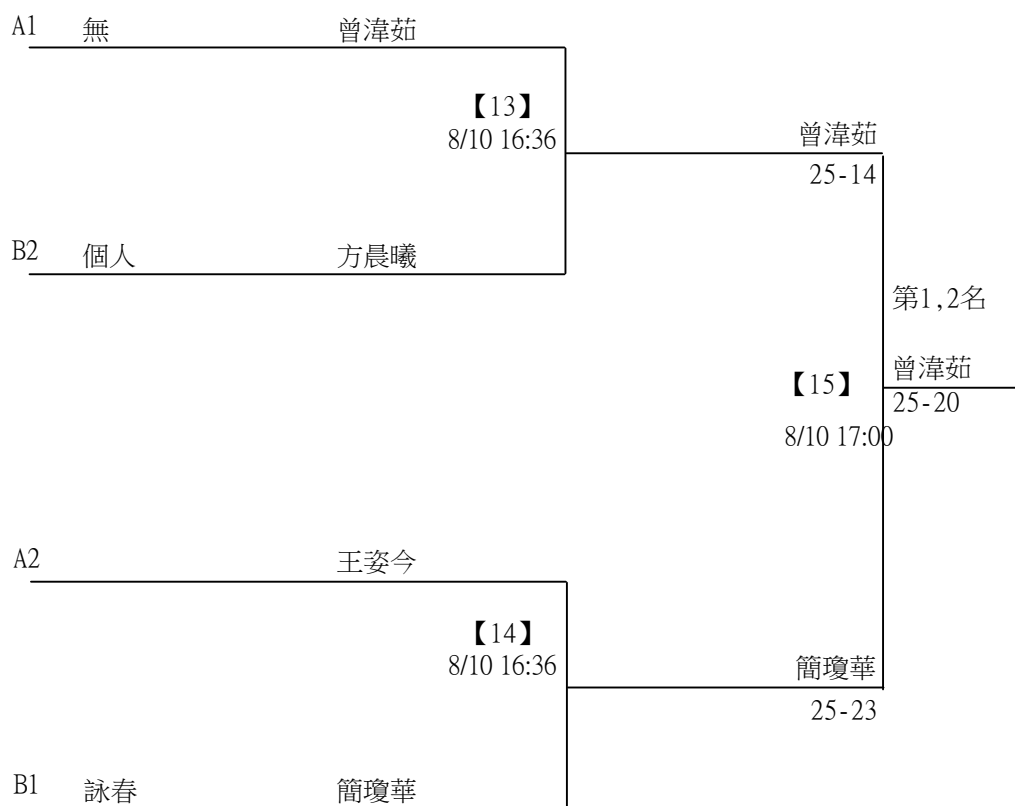 A1 無 曾湋茹
【13】
8/10 16:36
曾湋茹
25-14
B2 個人 方晨曦
第1,2名
【15】
曾湋茹
25-20
8/10 17:00
A2 王姿今
【14】
8/10 16:36
簡瓊華
25-23
B1 詠春 簡瓊華